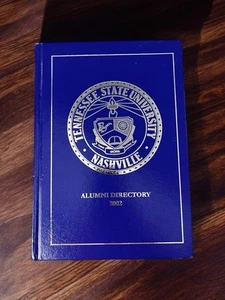 TENNESSEE STATE UNIVERSITY
NASHVILLE
ALUMNI DIRECTORY
2002